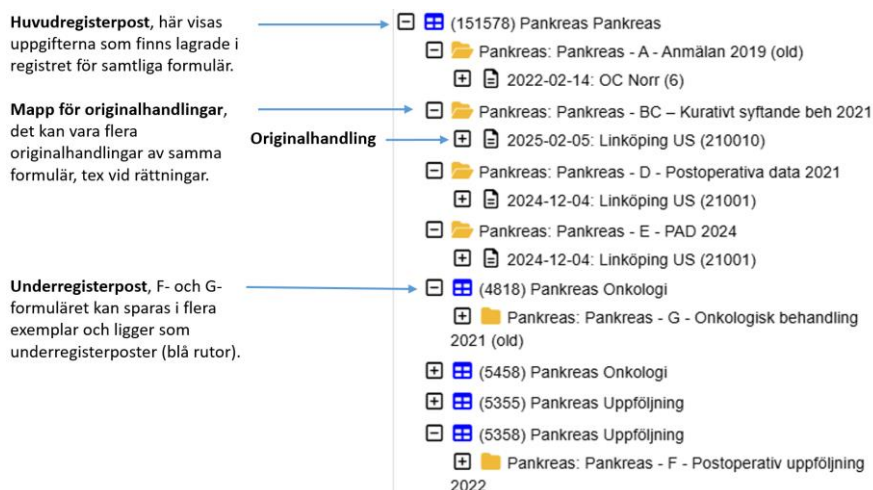 Huvudregisterpost, här visas
uppgifterna som finns lagrade i
registret för samtliga formulär.
Mapp för originalhandlingar,
det kan vara flera
originalhandlingar av samma
formulär, tex vid rättningar.
Originalhandling
Underregisterpost, F- och G-
formuläret kan sparas i flera
exemplar och ligger som
underregisterposter (blå rutor).
(151578) Pankreas Pankreas
Pankreas: Pankreas - A - Anmälan 2019 (old)
2022-02-14: OC Norr (6)
Pankreas: Pankreas - BC – Kurativt syftande beh 2021
2025-02-05: Linköping US (210010)
Pankreas: Pankreas - D - Postoperativa data 2021
2024-12-04: Linköping US (21001)
Pankreas: Pankreas - E - PAD 2024
2024-12-04: Linköping US (21001)
(4818) Pankreas Onkologi
Pankreas: Pankreas - G - Onkologisk behandling
2021 (old)
(5458) Pankreas Onkologi
(5355) Pankreas Uppföljning
(5358) Pankreas Uppföljning
Pankreas: Pankreas - F - Postoperativ uppföljning
2022